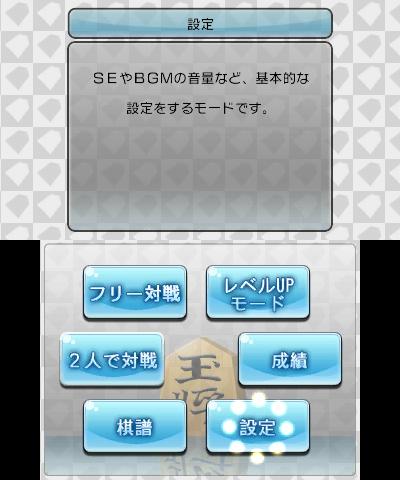 設定
ＳＥやＢＧＭの音量など、基本的な
設定をするモードです。
フリー対戦
レベルUP
モード
２人で対戦
成績
玉
将
棋譜
設定